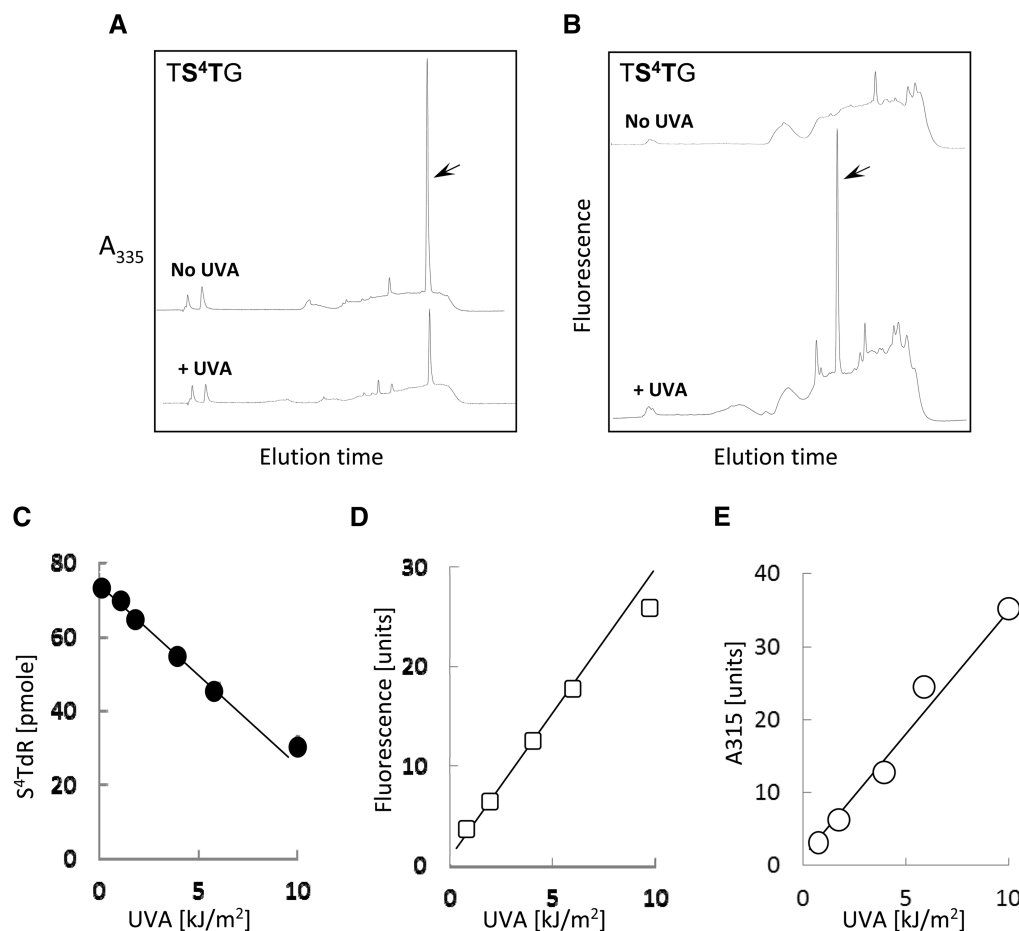 A
TS⁴TG
No UVA
+ UVA
A₃₃₅
Elution time
B
TS⁴TG
No UVA
+ UVA
Fluorescence
Elution time
C
80
60
40
20
0
0 5 10
S⁴TdR [pmole]
UVA [kJ/m²]
D
30
20
10
0
0 5 10
Fluorescence [units]
UVA [kJ/m²]
E
40
30
20
10
0
0 5 10
A315 [units]
UVA [kJ/m²]